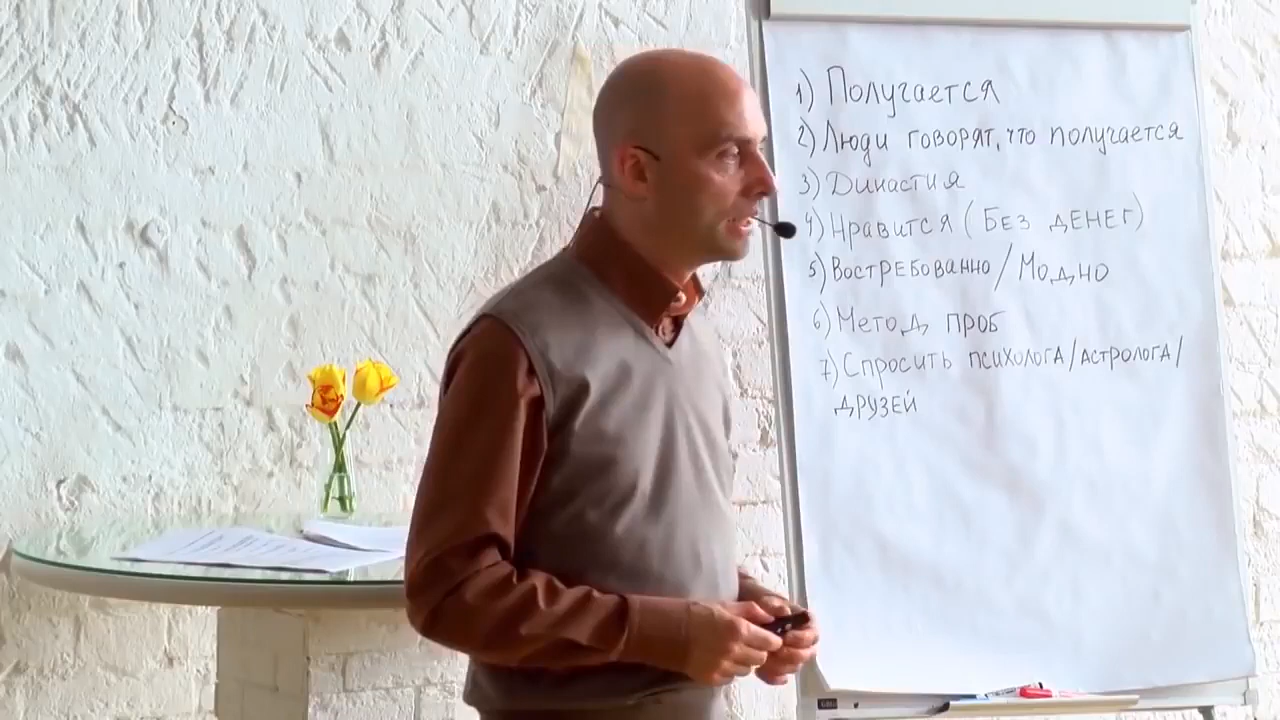 1) Получается
2) Люди говорят, что получается
3) Династия
4) Нравится (Без денег)
5) Востребованно/Модно
6) Метод проб
7) Спросить психолога/астролога/
друзей